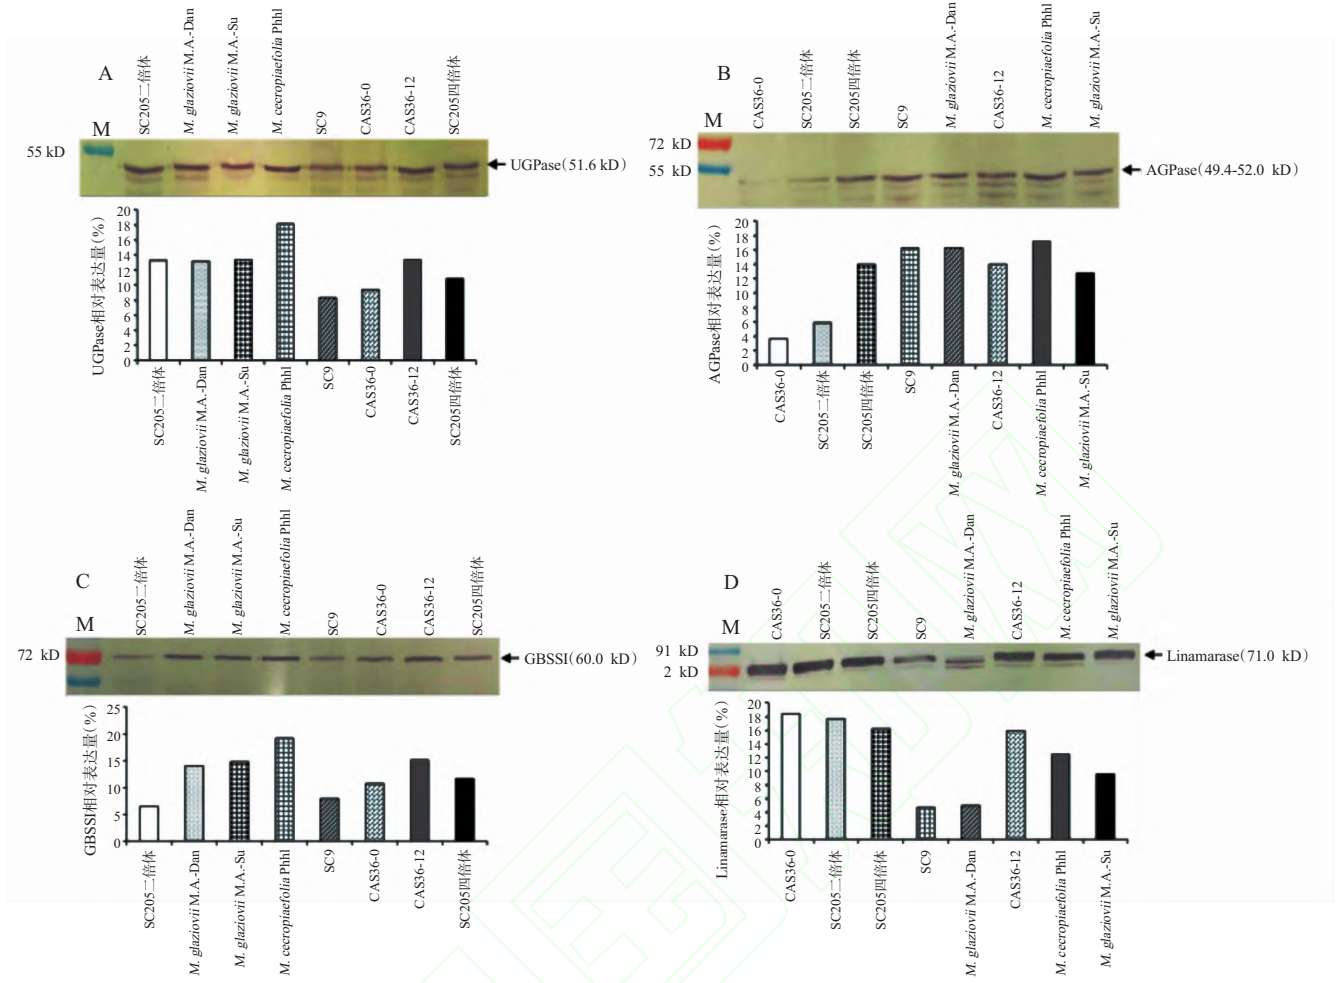 A
SC205二倍体
M. glaziovii M.A.-Dan
M. glaziovii M.A.-Su
M. cecropiaefolia Phhl
SC9
CAS36-0
CAS36-12
SC205四倍体
M
55 kD
UGPase(51.6 kD)
UGPase相对表达量(%)
20
18
16
14
12
10
8
6
4
2
0
SC205二倍体
M. glaziovii M.A.-Dan
M. glaziovii M.A.-Su
M. cecropiaefolia Phhl
SC9
CAS36-0
CAS36-12
SC205四倍体
B
CAS36-0
SC205二倍体
SC205四倍体
SC9
M. glaziovii M.A.-Dan
CAS36-12
M. cecropiaefolia Phhl
M. glaziovii M.A.-Su
M
72 kD
55 kD
AGPase(49.4-52.0 kD)
AGPase相对表达量(%)
20
18
16
14
12
10
8
6
4
2
0
CAS36-0
SC205二倍体
SC205四倍体
SC9
M. glaziovii M.A.-Dan
CAS36-12
M. cecropiaefolia Phhl
M. glaziovii M.A.-Su
C
SC205二倍体
M. glaziovii M.A.-Dan
M. glaziovii M.A.-Su
M. cecropiaefolia Phhl
SC9
CAS36-0
CAS36-12
SC205四倍体
M
72 kD
GBSSI(60.0 kD)
GBSSI相对表达量(%)
25
20
15
10
5
0
SC205二倍体
M. glaziovii M.A.-Dan
M. glaziovii M.A.-Su
M. cecropiaefolia Phhl
SC9
CAS36-0
CAS36-12
SC205四倍体
D
CAS36-0
SC205二倍体
SC205四倍体
SC9
M. glaziovii M.A.-Dan
CAS36-12
M. cecropiaefolia Phhl
M. glaziovii M.A.-Su
M
91 kD
2 kD
Linamarase(71.0 kD)
Linamarase相对表达量(%)
20
18
16
14
12
10
8
6
4
2
0
CAS36-0
SC205二倍体
SC205四倍体
SC9
M. glaziovii M.A.-Dan
CAS36-12
M. cecropiaefolia Phhl
M. glaziovii M.A.-Su